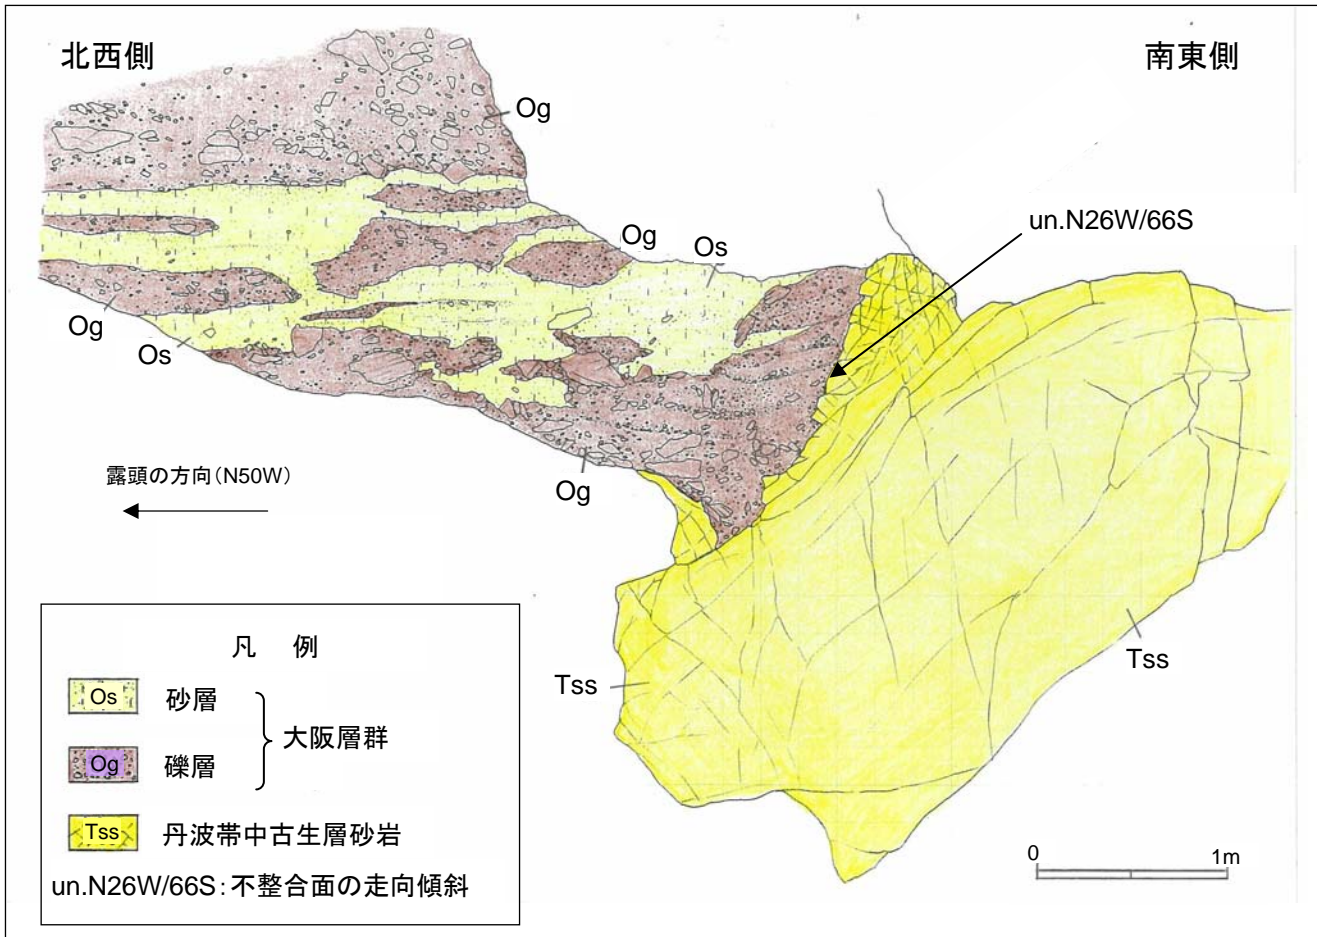 北西側
南東側
Og
un.N26W/66S
Og
Os
Og
Os
露頭の方向(N50W)
Og
Tss
Tss
凡 例
Os 砂層
大阪層群
Og 礫層
Tss 丹波帯中古生層砂岩
un.N26W/66S:不整合面の走向傾斜
0 1m